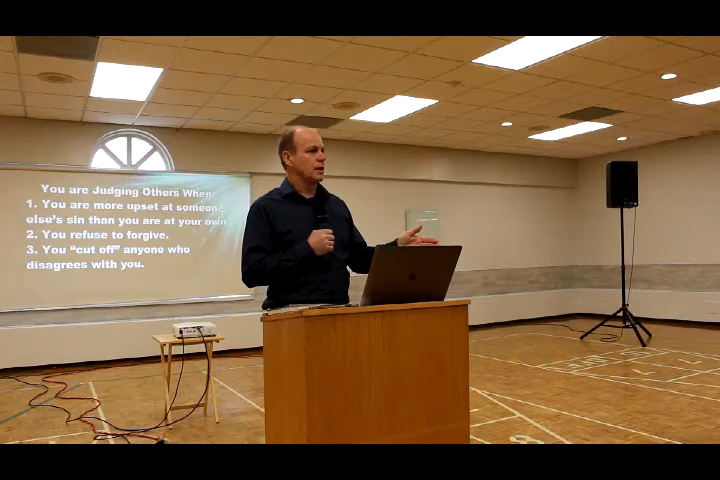 You are Judging Others When:
1. You are more upset at someone
else's sin than you are at your own
2. You refuse to forgive.
3. You “cut off” anyone who
disagrees with you.